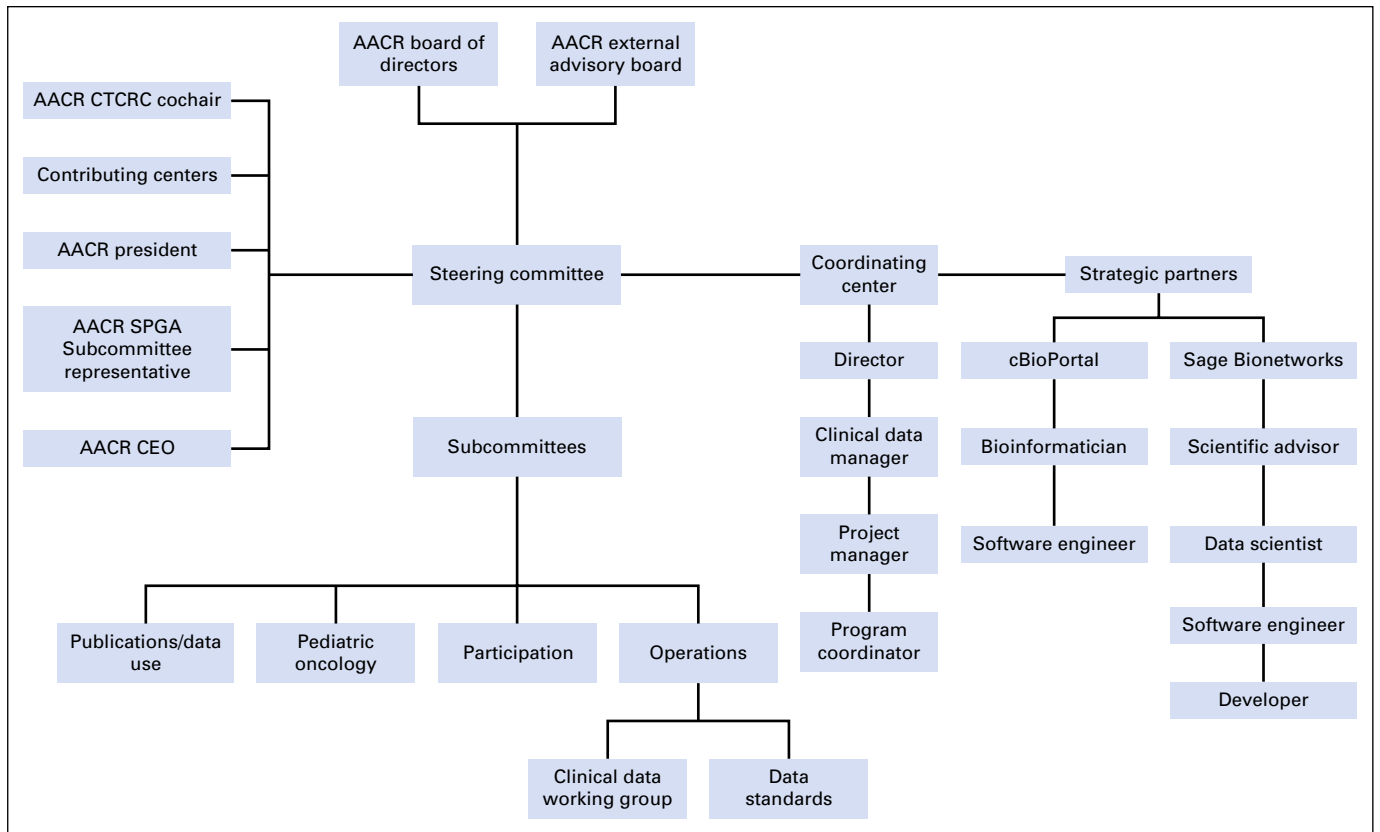 AACR board of
directors
AACR external
advisory board
AACR CTCRC cochair
Contributing centers
AACR president
AACR SPGA
Subcommittee
representative
AACR CEO
Steering committee
Coordinating
center
Strategic partners
Director
Clinical data
manager
Project
manager
Program
coordinator
cBioPortal
Bioinformatician
Software engineer
Sage Bionetworks
Scientific advisor
Data scientist
Software engineer
Developer
Subcommittees
Publications/data
use
Pediatric
oncology
Participation
Operations
Clinical data
working group
Data
standards